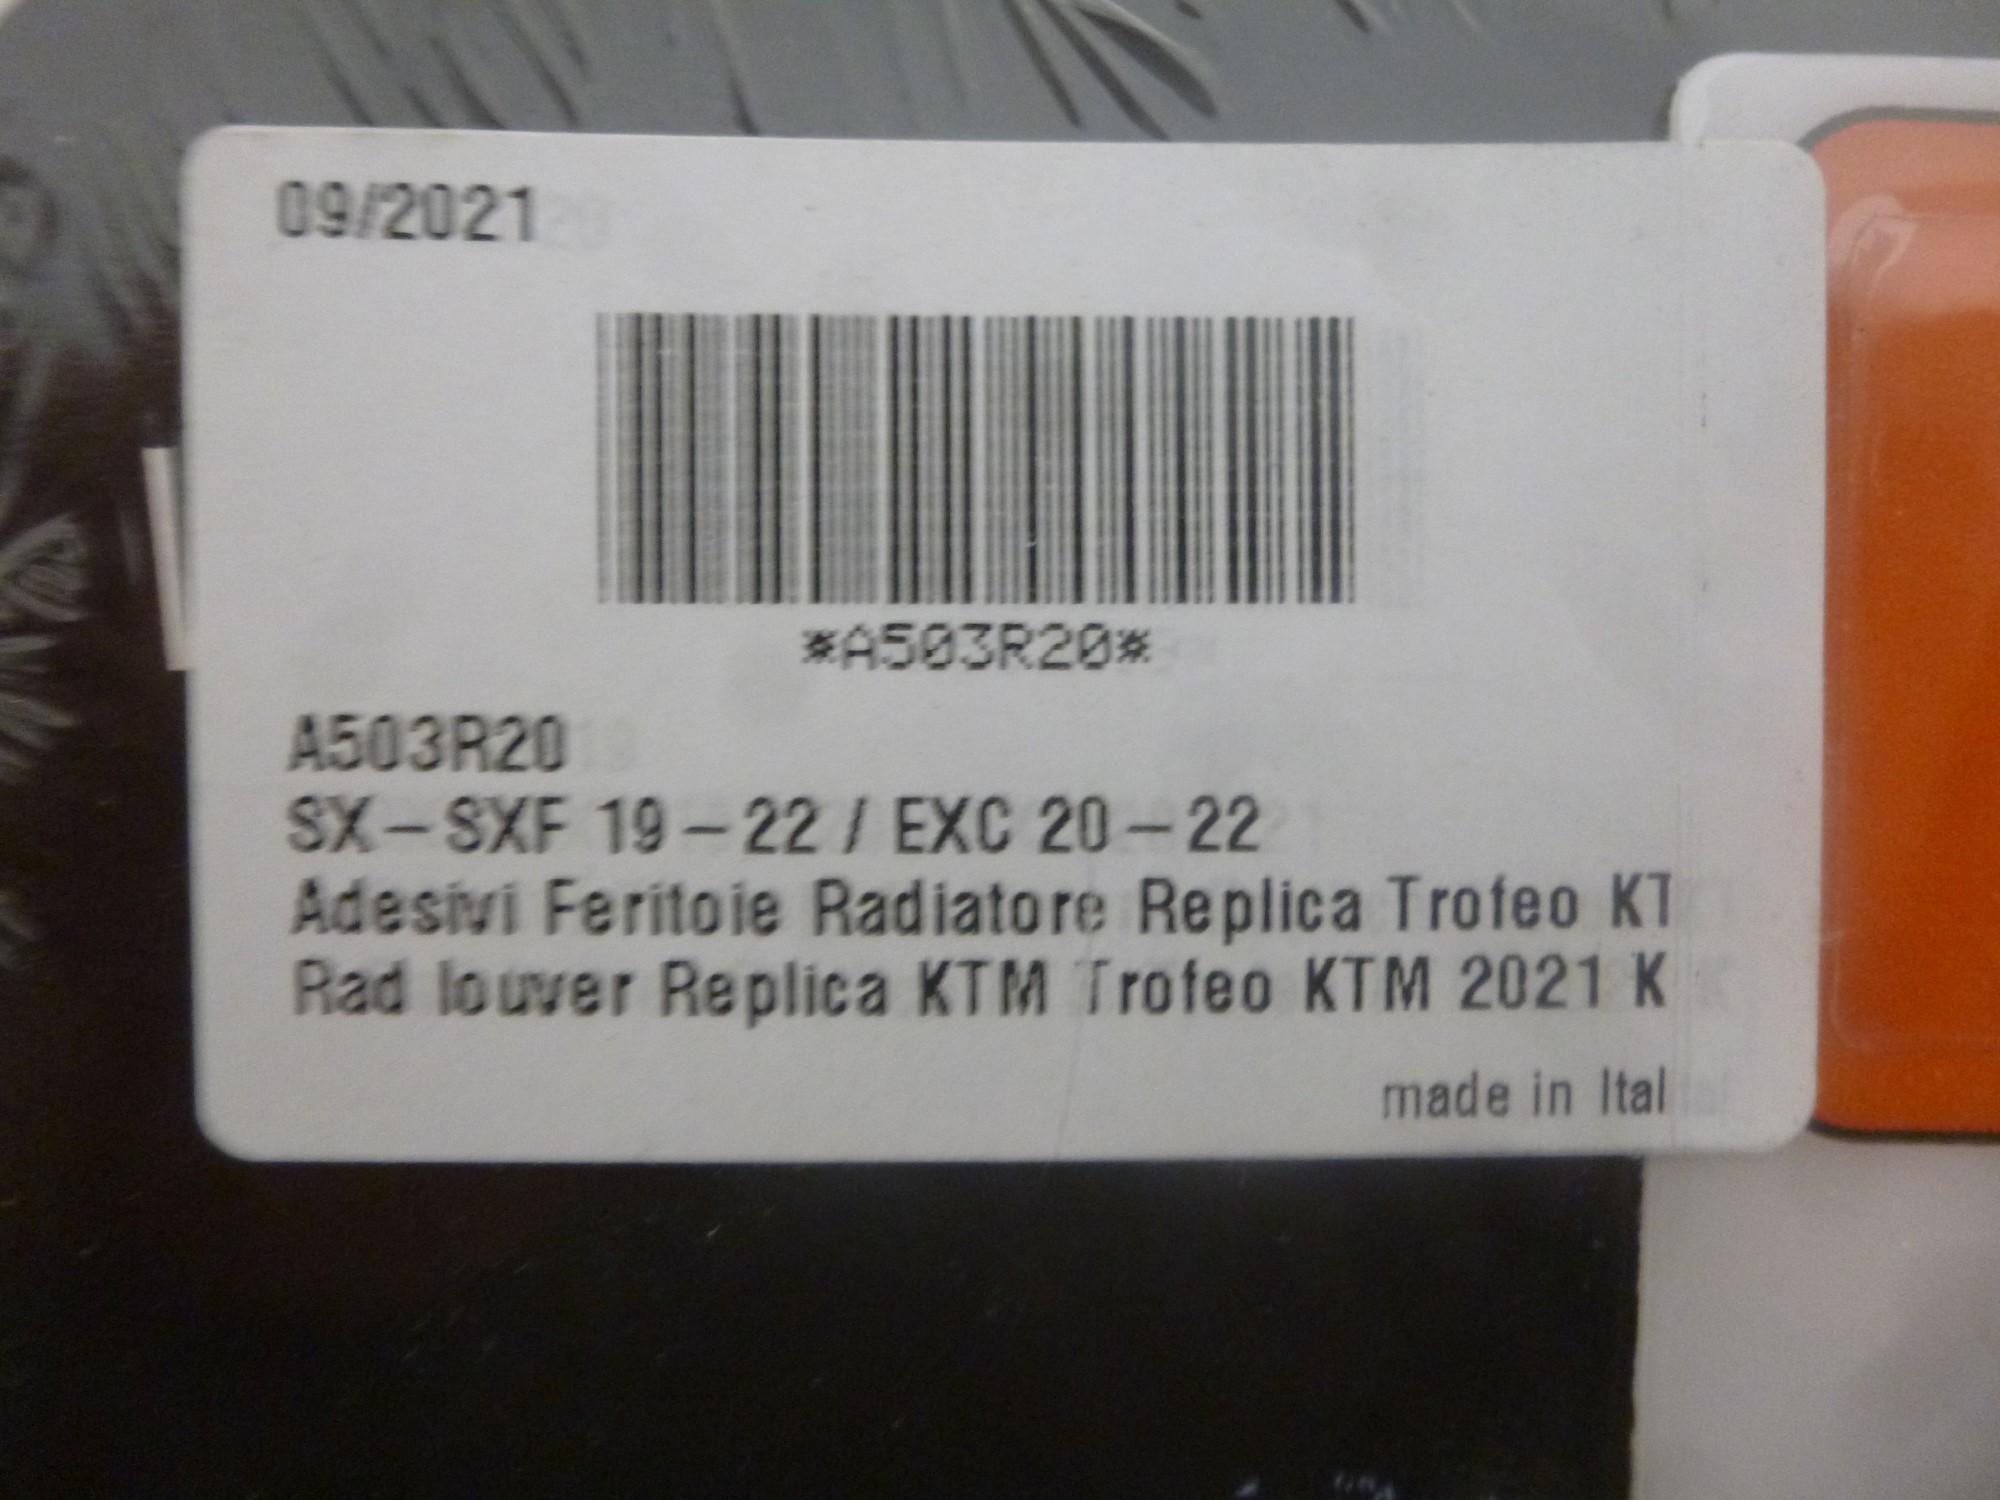 09/2021
*A503R20*
A503R20
SX-SXF 19-22 / EXC 20-22
Adesivi Feritoie Radiatore Replica Trofeo KT
Rad louver Replica KTM Trofeo KTM 2021 K
made in Ital